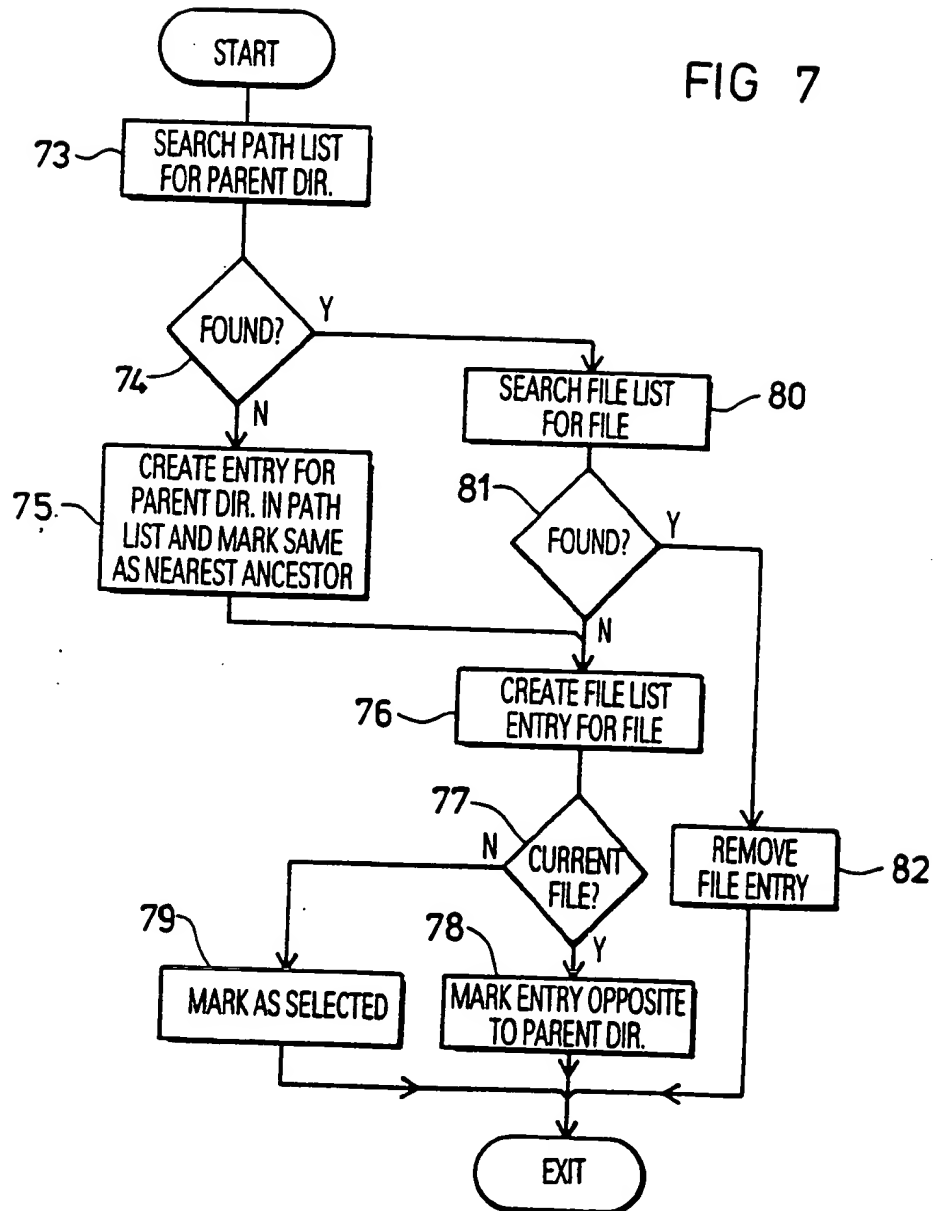 START
FIG 7
73
SEARCH PATH LIST
FOR PARENT DIR.
FOUND?
Y
74
N
SEARCH FILE LIST
FOR FILE
80
75.
CREATE ENTRY FOR
PARENT DIR. IN PATH
LIST AND MARK SAME
AS NEAREST ANCESTOR
81
FOUND?
Y
N
76
CREATE FILE LIST
ENTRY FOR FILE
77
N
CURRENT
FILE?
Y
REMOVE
FILE ENTRY
82
79
MARK AS SELECTED
78
MARK ENTRY OPPOSITE
TO PARENT DIR.
EXIT